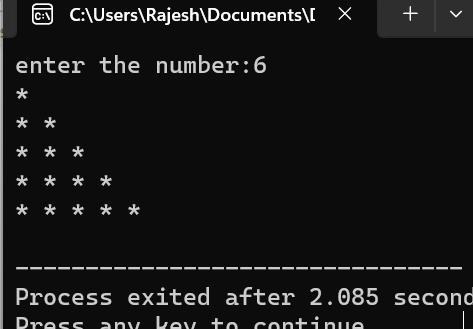 C:\Users\Rajesh\Documents\
enter the number:6
*
* *
* * *
* * * *
* * * * *
--------------------------------
Process exited after 2.085 second
Press any key to continue